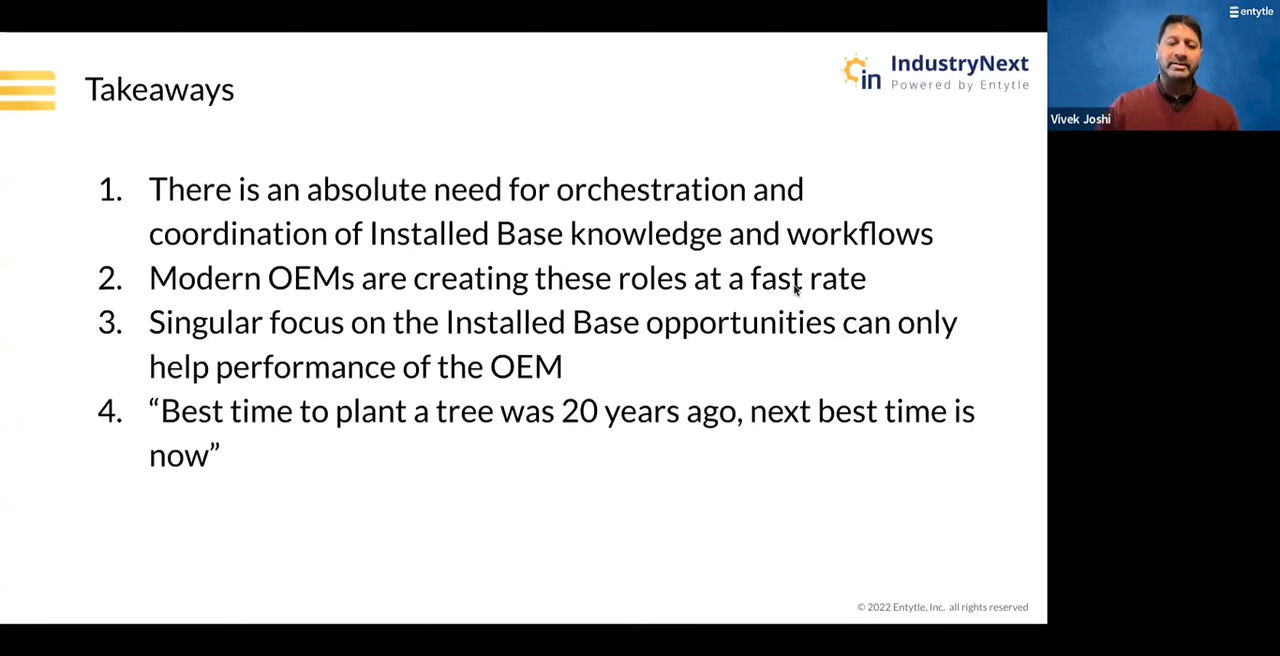 Takeaways
IndustryNext
in
Powered by Entytle
entytle
Vivek Joshi
1. There is an absolute need for orchestration and
coordination of Installed Base knowledge and workflows
2. Modern OEMs are creating these roles at a fast rate
3. Singular focus on the Installed Base opportunities can only
help performance of the OEM
4. “Best time to plant a tree was 20 years ago, next best time is
now”
© 2022 Entytle, Inc. all rights reserved